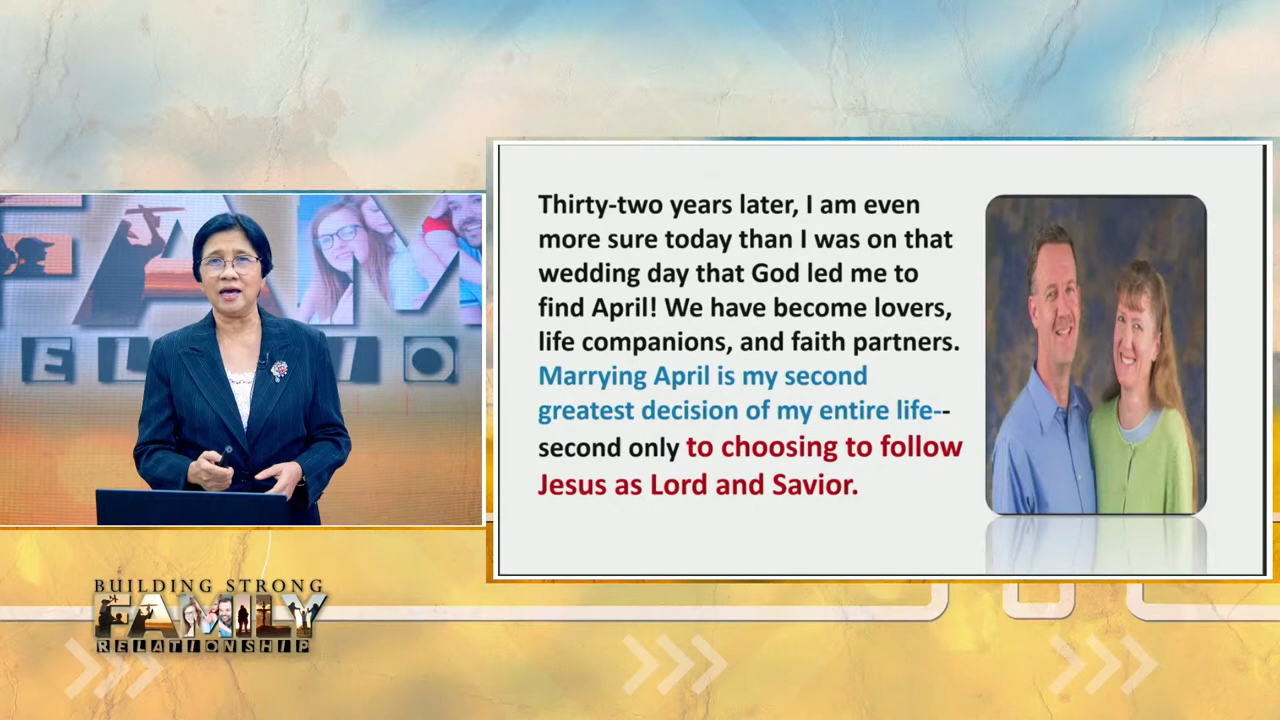 FAM
RELATIO
Thirty-two years later, I am even
more sure today than I was on that
wedding day that God led me to
find April! We have become lovers,
life companions, and faith partners.
Marrying April is my second
greatest decision of my entire life--
second only to choosing to follow
Jesus as Lord and Savior.
BUILDING STRONG
FAMILY
RELATIONSHIP